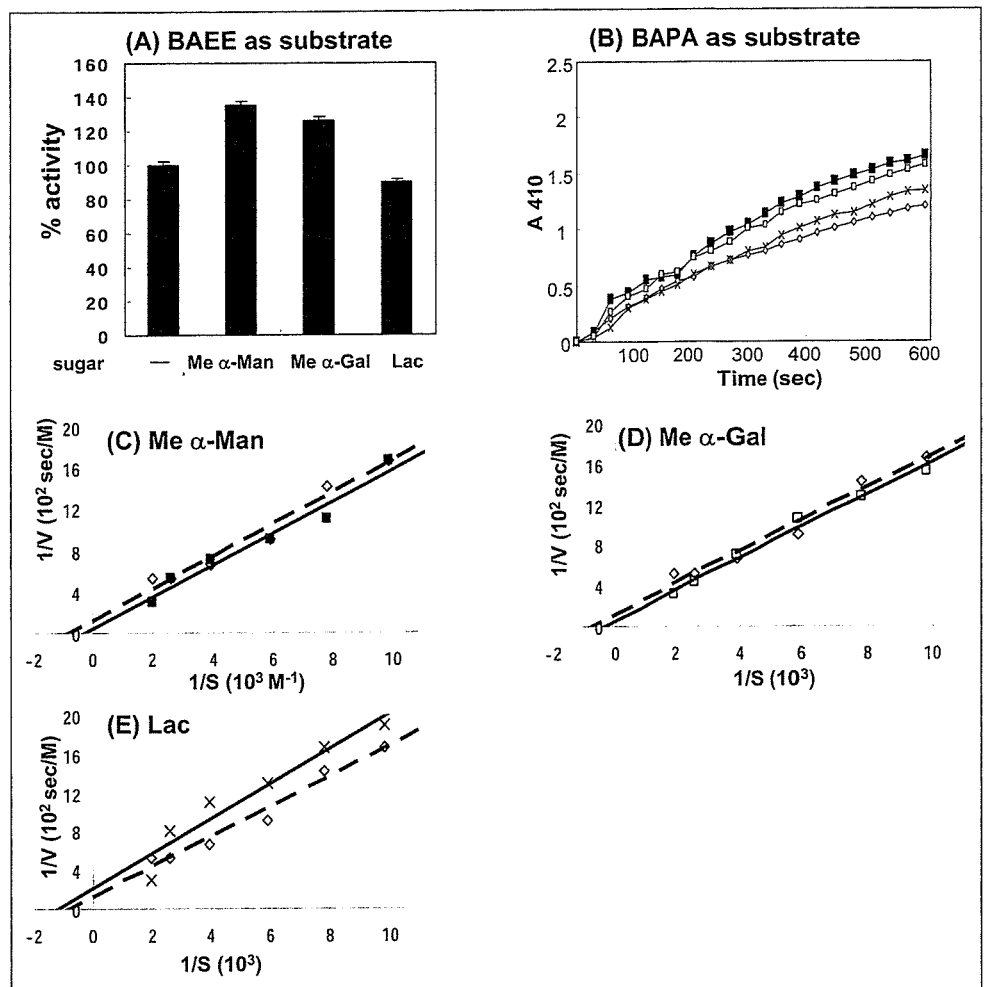 (A) BAEE as substrate
160
140
120
100
80
60
40
20
0
% activity
sugar — Me α-Man Me α-Gal Lac
(B) BAPA as substrate
2.5
2
1.5
1
0.5
0
A 410
100 200 300 400 500 600
Time (sec)
(C) Me α-Man
20
16
12
8
4
0
1/V (10² sec/M)
-2 0 2 4 6 8 10
1/S (10³ M⁻¹)
(D) Me α-Gal
20
16
12
8
4
0
1/V (10² sec/M)
-2 0 2 4 6 8 10
1/S (10³)
(E) Lac
20
16
12
8
4
0
1/V (10² sec/M)
-2 0 2 4 6 8 10
1/S (10³)